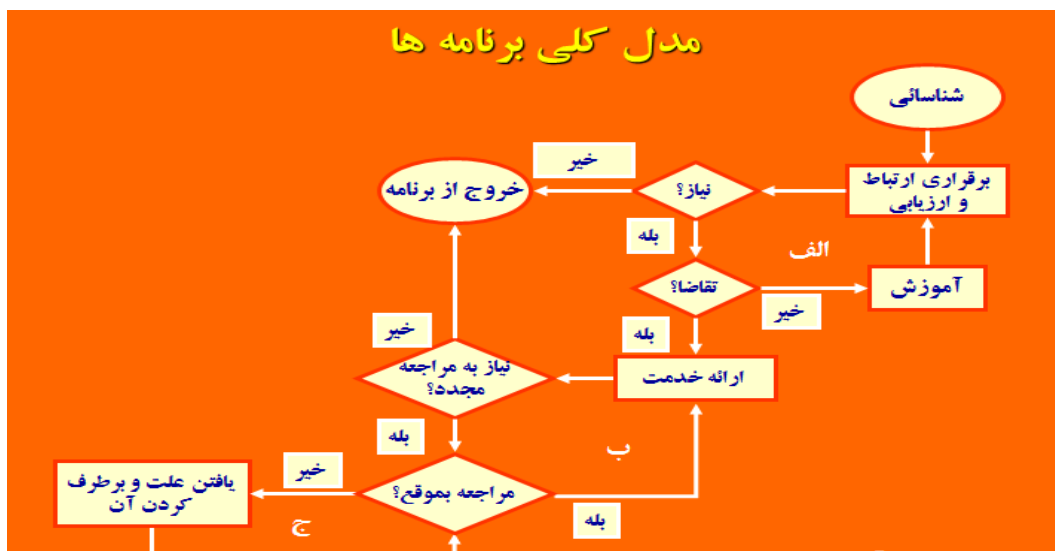 مدل کلی برنامه ها
شناسائی
برقراری ارتباط
و ارزیابی
نیاز؟
خیر
خروج از برنامه
بله
الف
تقاضا؟
خیر
آموزش
بله
ارائه خدمت
نیاز به مراجعه
مجدد؟
خیر
بله
ب
مراجعه بموقع؟
بله
خیر
ج
یافتن علت و برطرف
کردن آن